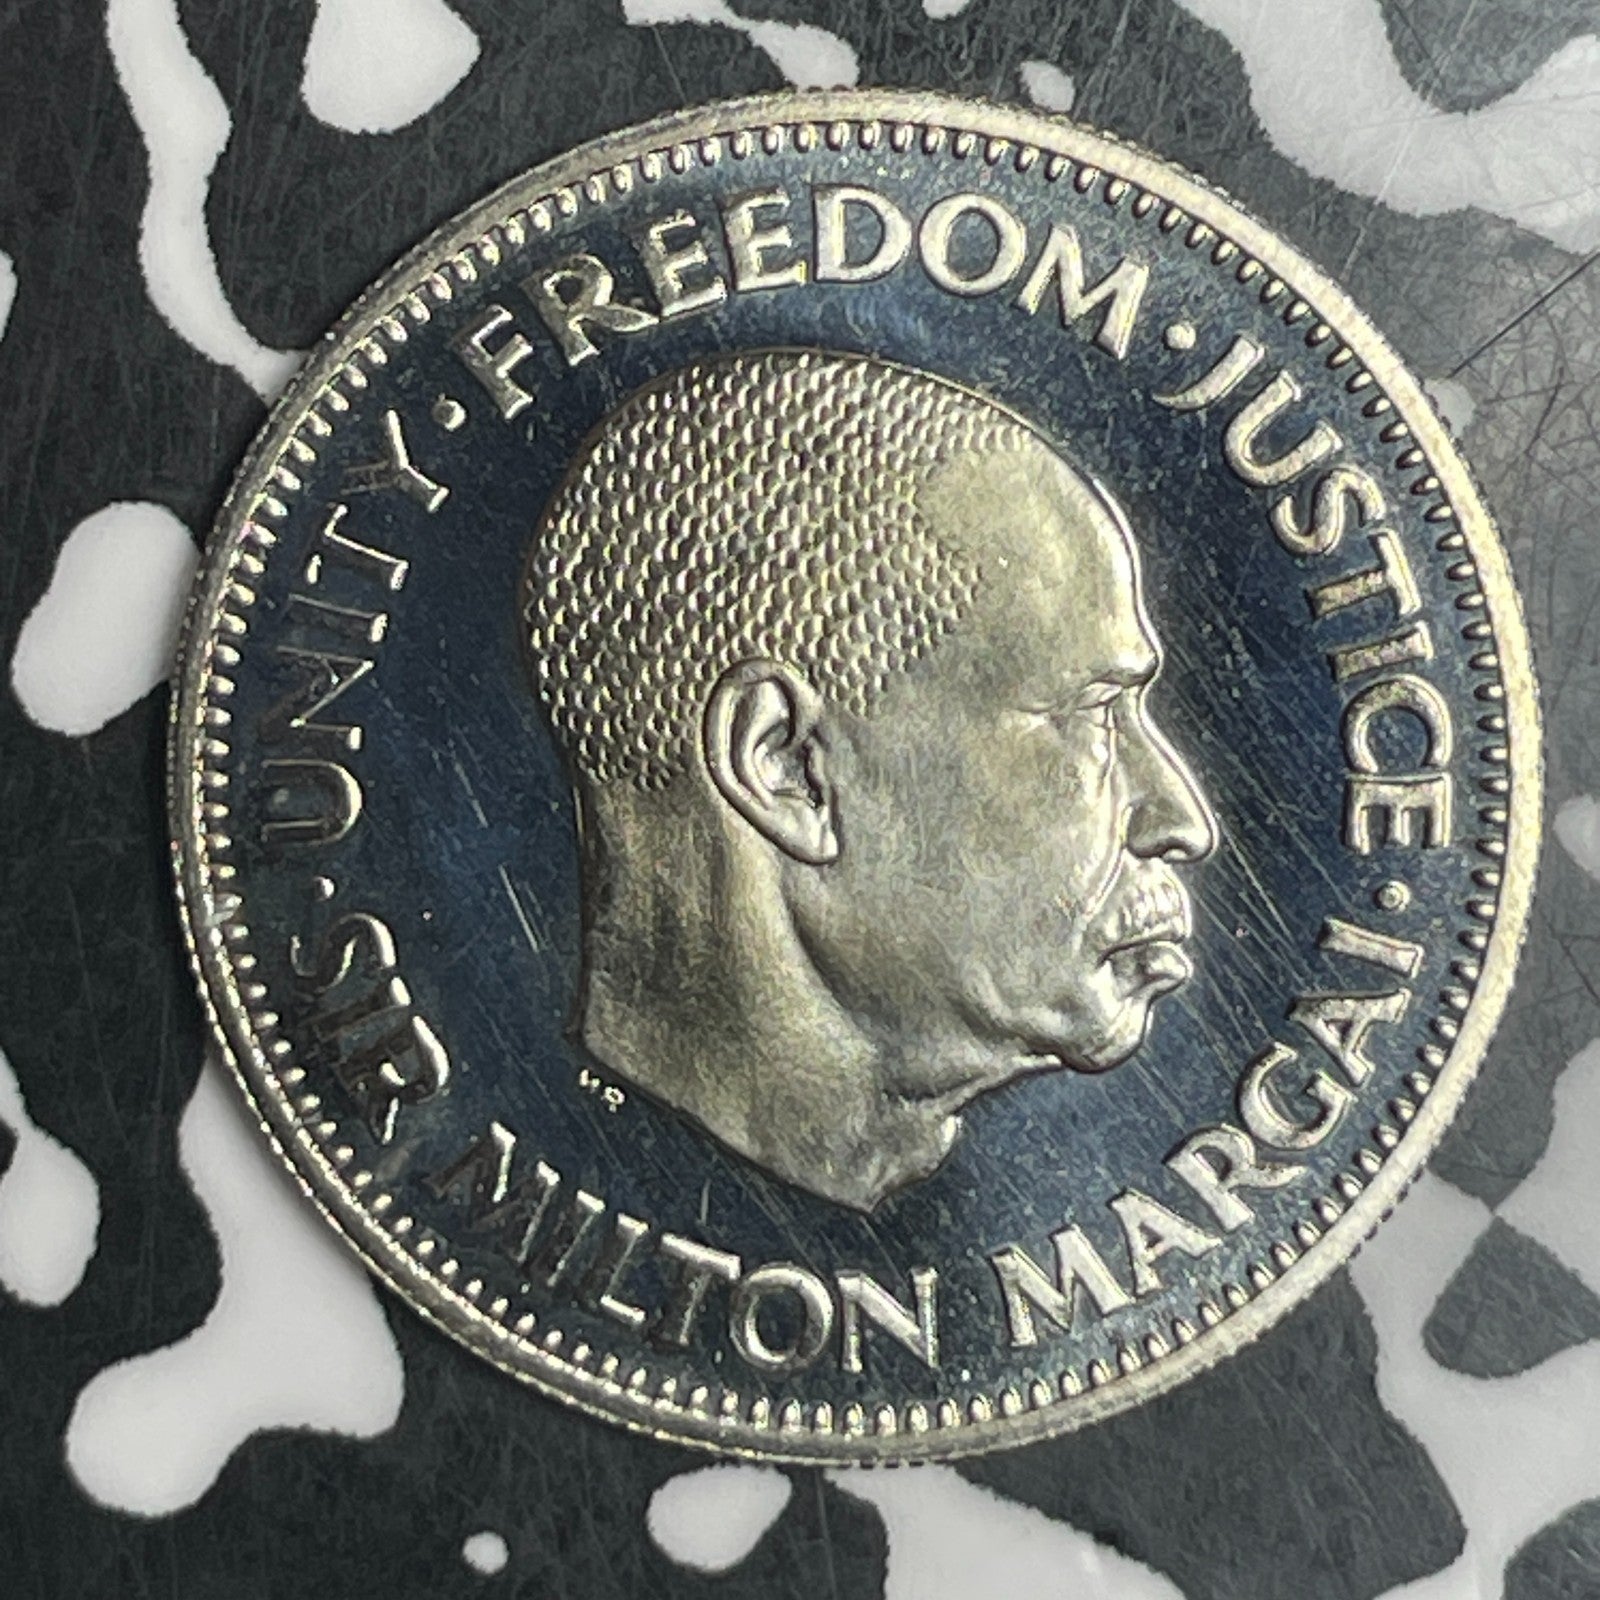 UNITY · FREEDOM · JUSTICE ·
SIR MILTON MARGAI